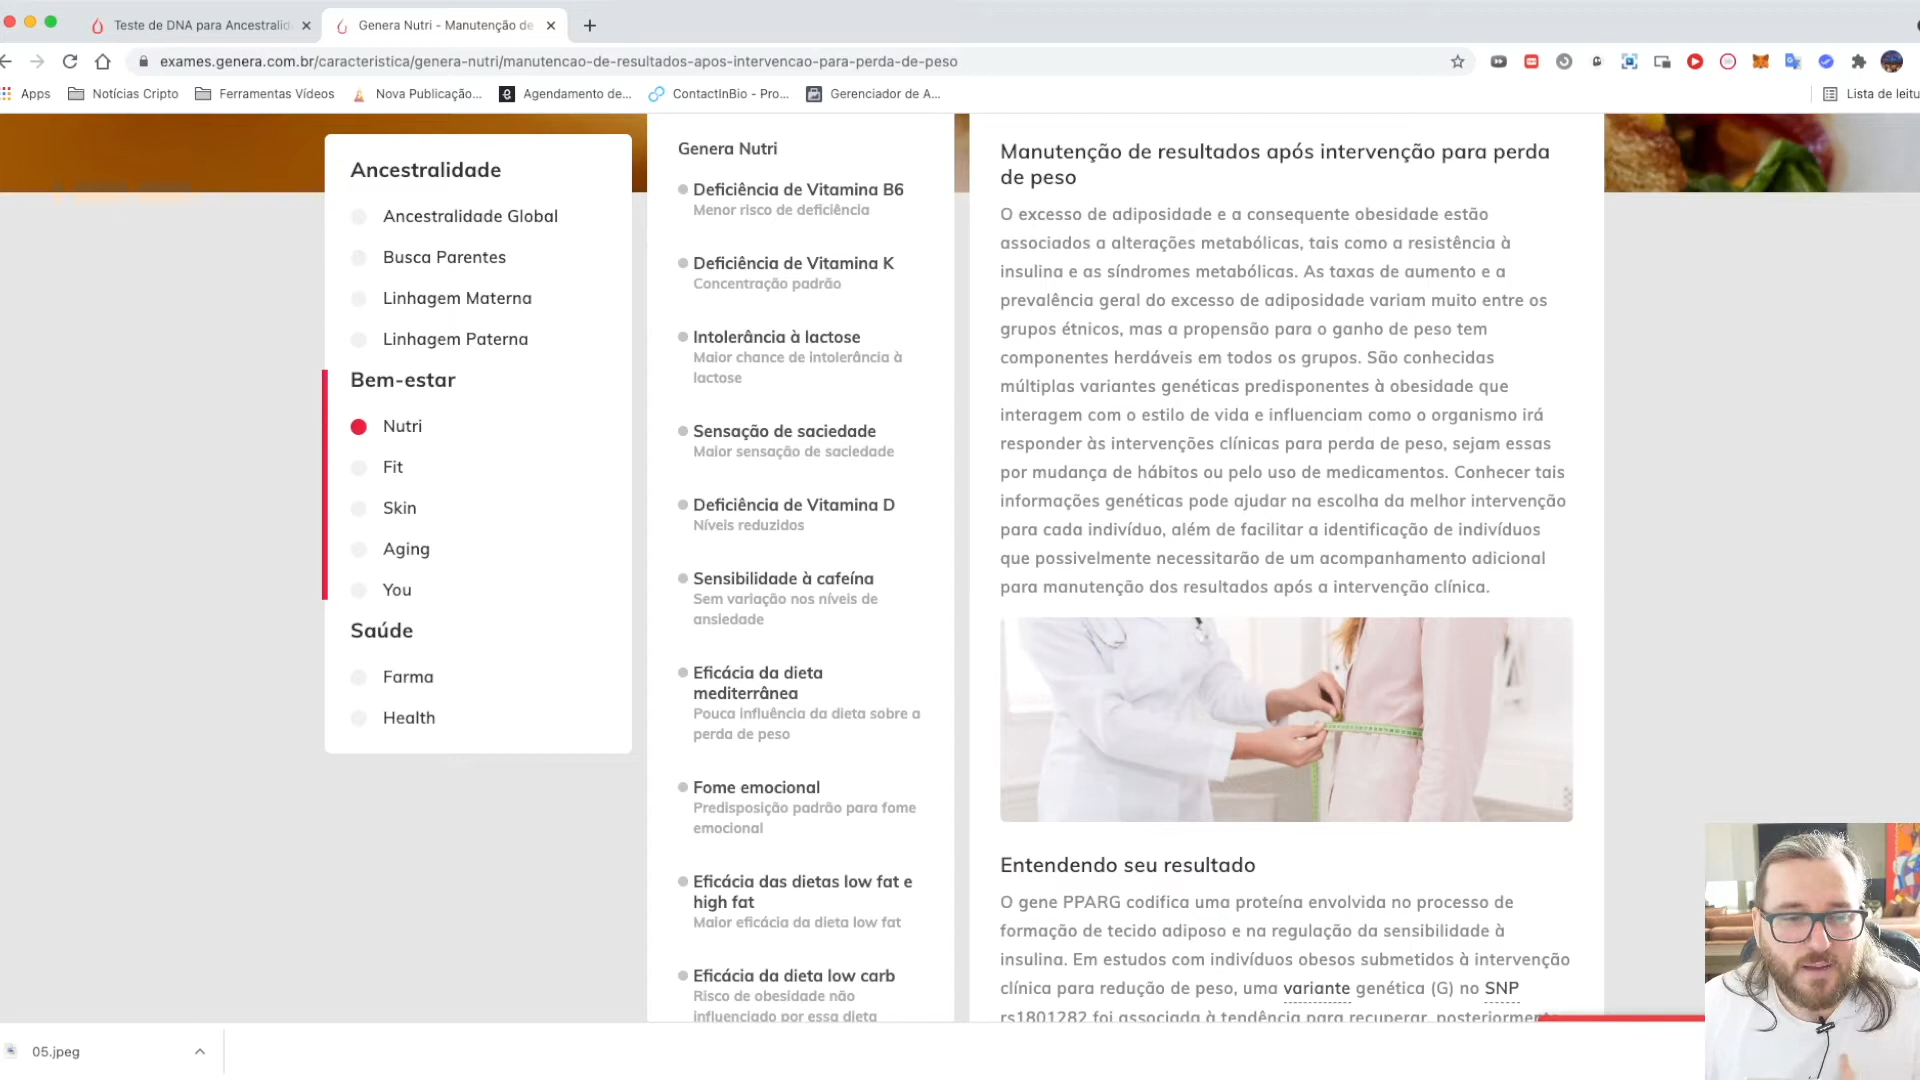 Teste de DNA para Ancestralid
Genera Nutri - Manutenção de
exames.genera.com.br/caracteristica/genera-nutri/manutencao-de-resultados-apos-intervencao-para-perda-de-peso
Apps
Notícias Cripto
Ferramentas Vídeos
Nova Publicação...
Agendamento de...
ContactInBio - Pro...
Gerenciador de A...
Lista de leitu
Ancestralidade
Ancestralidade Global
Busca Parentes
Linhagem Materna
Linhagem Paterna
Bem-estar
Nutri
Fit
Skin
Aging
You
Saúde
Farma
Health
Genera Nutri
Deficiência de Vitamina B6
Menor risco de deficiência
Deficiência de Vitamina K
Concentração padrão
Intolerância à lactose
Maior chance de intolerância à
lactose
Sensação de saciedade
Maior sensação de saciedade
Deficiência de Vitamina D
Níveis reduzidos
Sensibilidade à cafeína
Sem variação nos níveis de
ansiedade
Eficácia da dieta
mediterrânea
Pouca influência da dieta sobre a
perda de peso
Fome emocional
Predisposição padrão para fome
emocional
Eficácia das dietas low fat e
high fat
Maior eficácia da dieta low fat
Eficácia da dieta low carb
Risco de obesidade não
influenciado por essa dieta
Manutenção de resultados após intervenção para perda
de peso
O excesso de adiposidade e a consequente obesidade estão
associados a alterações metabólicas, tais como a resistência à
insulina e as síndromes metabólicas. As taxas de aumento e a
prevalência geral do excesso de adiposidade variam muito entre os
grupos étnicos, mas a propensão para o ganho de peso tem
componentes herdáveis em todos os grupos. São conhecidas
múltiplas variantes genéticas predisponentes à obesidade que
interagem com o estilo de vida e influenciam como o organismo irá
responder às intervenções clínicas para perda de peso, sejam essas
por mudança de hábitos ou pelo uso de medicamentos. Conhecer tais
informações genéticas pode ajudar na escolha da melhor intervenção
para cada indivíduo, além de facilitar a identificação de indivíduos
que possivelmente necessitarão de um acompanhamento adicional
para manutenção dos resultados após a intervenção clínica.
Entendendo seu resultado
O gene PPARG codifica uma proteína envolvida no processo de
formação de tecido adiposo e na regulação da sensibilidade à
insulina. Em estudos com indivíduos obesos submetidos à intervenção
clínica para redução de peso, uma variante genética (G) no SNP
rs1801282 foi associada à tendência para recuperar, posteriormente
05.jpeg